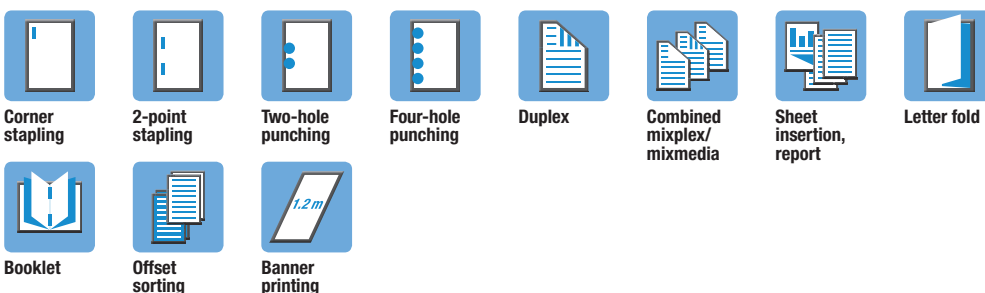 Corner
stapling
2-point
stapling
Two-hole
punching
Four-hole
punching
Duplex
Combined
mixplex/
mixmedia
Sheet
insertion,
report
Letter fold
1.2 m
Booklet
Offset
sorting
Banner
printing